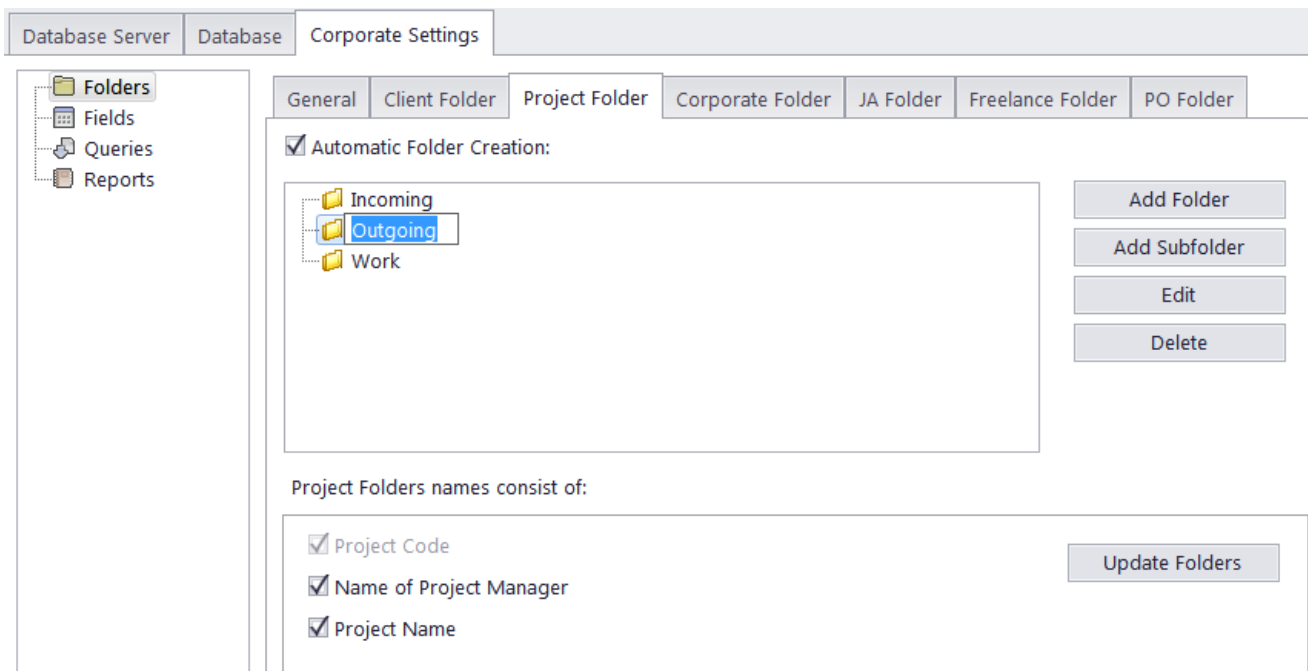 Database Server Database Corporate Settings
Folders
Fields
Queries
Reports
General Client Folder Project Folder Corporate Folder JA Folder Freelance Folder PO Folder
Automatic Folder Creation:
Incoming
Outgoing
Work
Add Folder
Add Subfolder
Edit
Delete
Project Folders names consist of:
Project Code
Name of Project Manager
Project Name
Update Folders